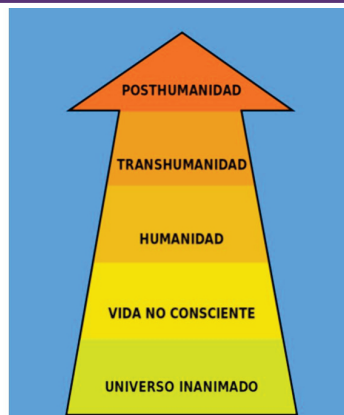 POSTHUMANIDAD
TRANSHUMANIDAD
HUMANIDAD
VIDA NO CONSCIENTE
UNIVERSO INANIMADO